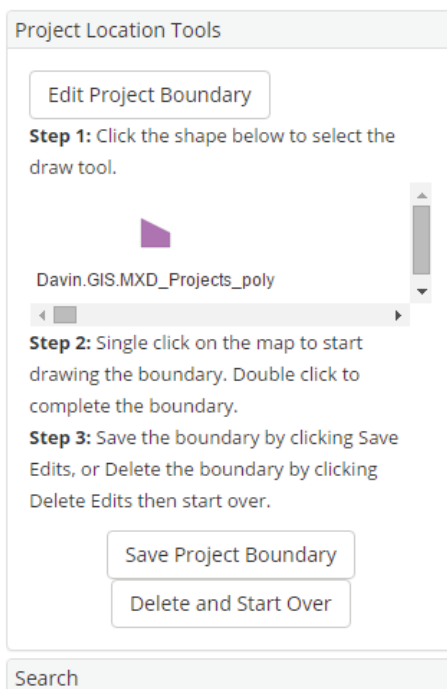 Project Location Tools
Edit Project Boundary
Step 1: Click the shape below to select the
draw tool.
Davin.GIS.MXD_Projects_poly
Step 2: Single click on the map to start
drawing the boundary. Double click to
complete the boundary.
Step 3: Save the boundary by clicking Save
Edits, or Delete the boundary by clicking
Delete Edits then start over.
Save Project Boundary
Delete and Start Over
Search